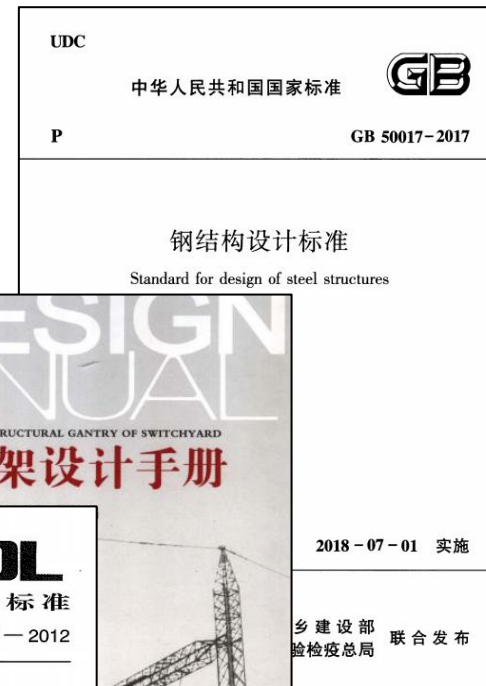 UDC
中华人民共和国国家标准
GB
P
GB 50017-2017
钢结构设计标准
Standard for design of steel structures
ESIGN
NUAL
RUCTURAL GANTRY OF SWITCHYARD
架设计手册
2018-07-01 实施
乡建设部
验检疫总局
联合发布
DL
标准
— 2012